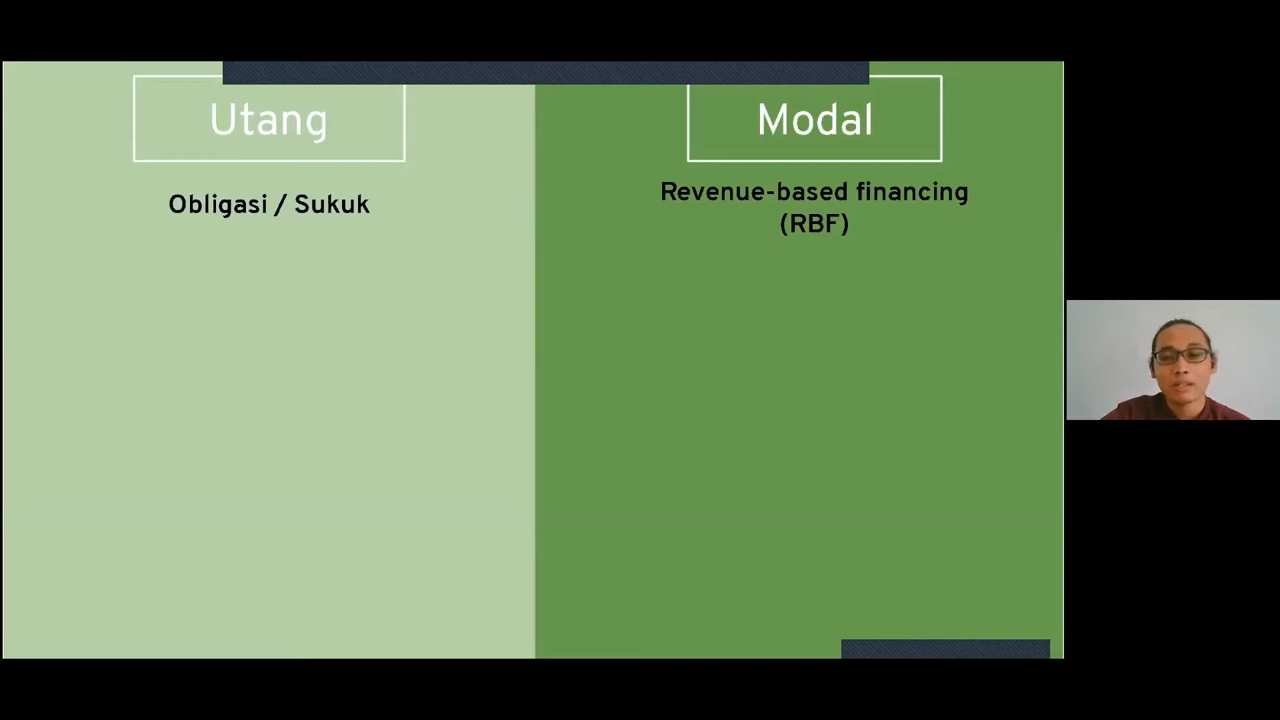 Utang
Obligasi / Sukuk
Modal
Revenue-based financing
(RBF)